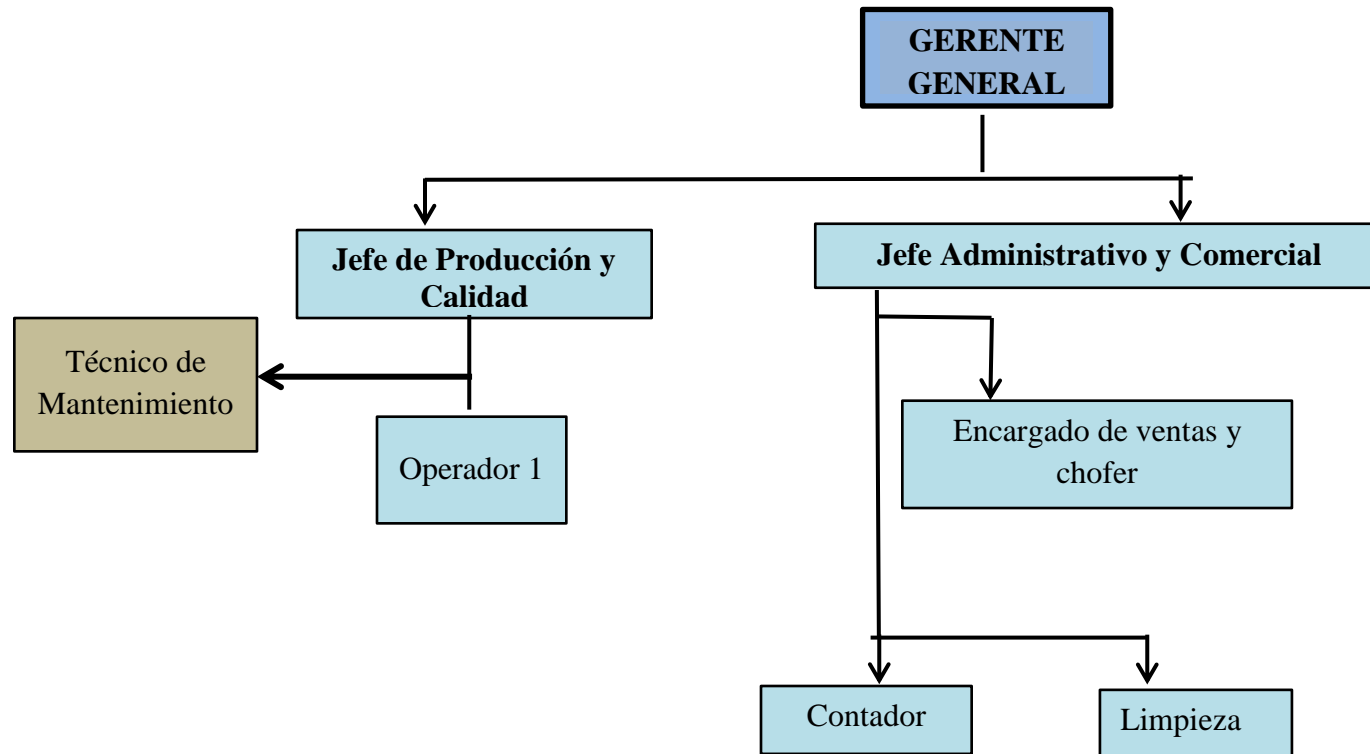 GERENTE
GENERAL
Jefe de Producción y
Calidad
Jefe Administrativo y Comercial
Técnico de
Mantenimiento
Operador 1
Encargado de ventas y
chofer
Contador
Limpieza